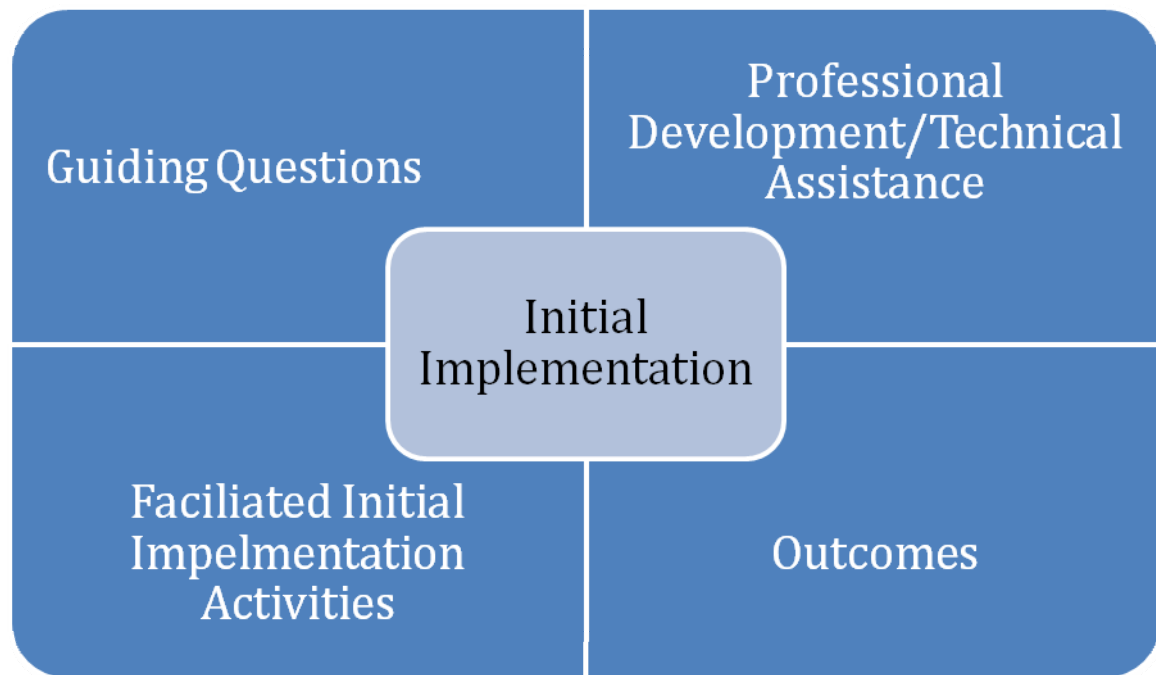 Guiding Questions
Professional
Development/Technical
Assistance
Initial
Implementation
Faciliated Initial
Impelmentation
Activities
Outcomes